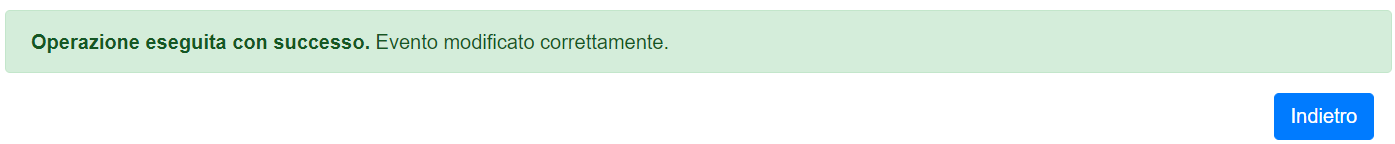 Operazione eseguita con successo. Evento modificato correttamente.
Indietro